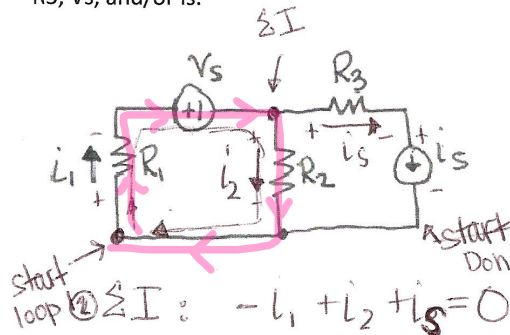 R3, Vs, and/or is.
ΣI
Vs
R3
+1
i1
R1
i2
R2
is
is
start
loop
start
Don
② ΣI : -i1 + i2 + is = 0